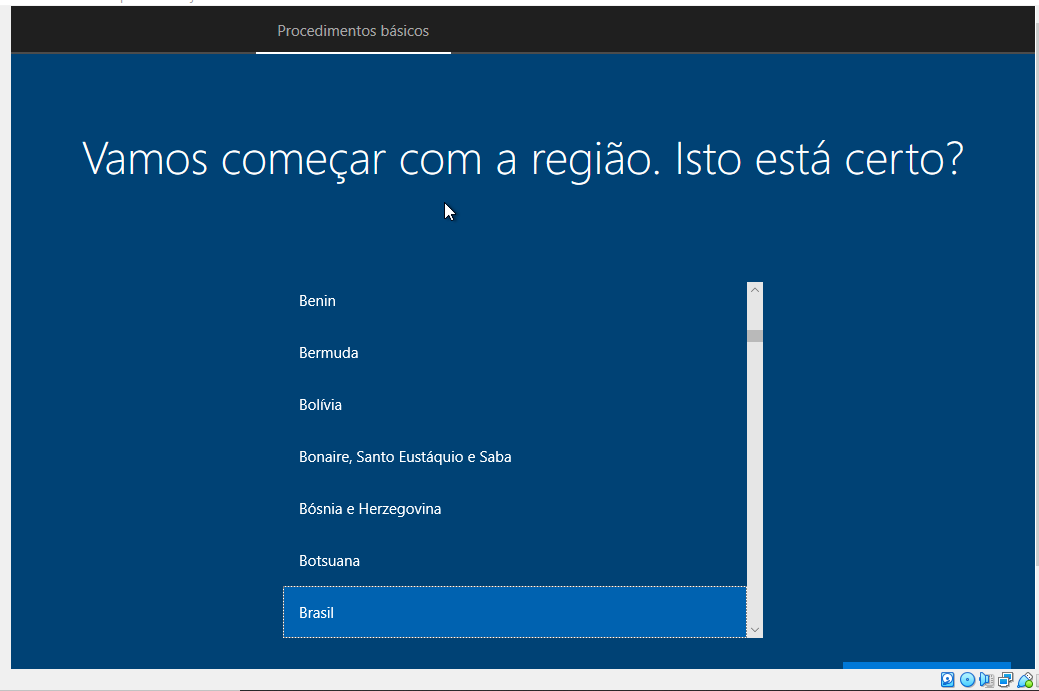 Procedimentos básicos
Vamos começar com a região. Isto está certo?
Benin
Bermuda
Bolívia
Bonaire, Santo Eustáquio e Saba
Bósnia e Herzegovina
Botsuana
Brasil